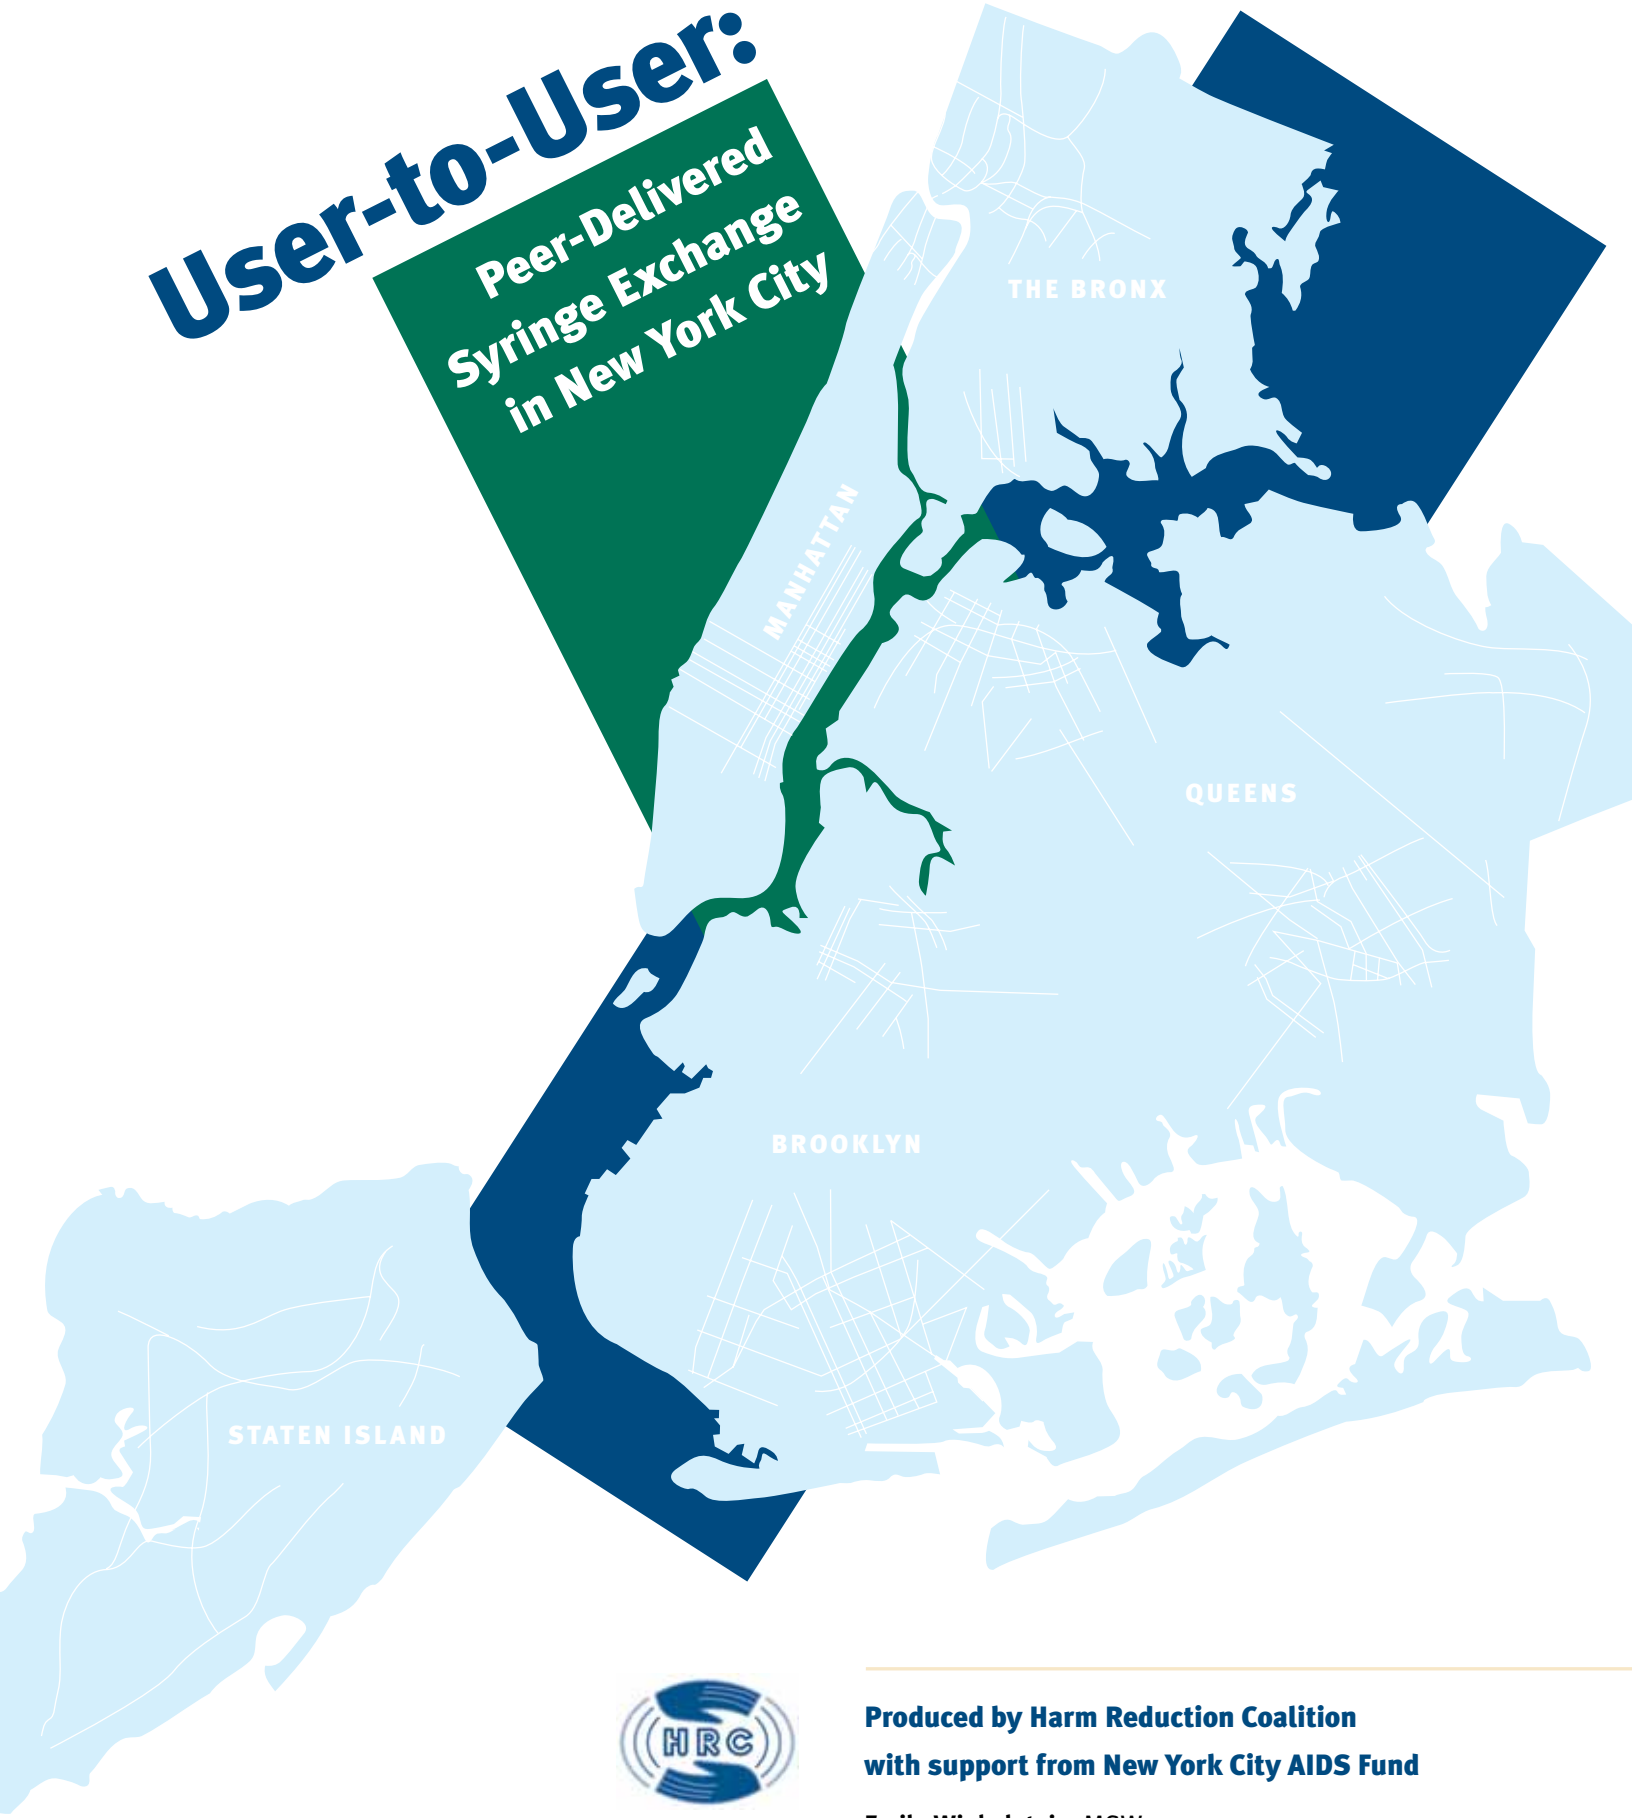 User-to-User:
Peer-Delivered
Syringe Exchange
in New York City
THE BRONX
MANHATTAN
QUEENS
BROOKLYN
STATEN ISLAND
HRC
Produced by Harm Reduction Coalition
with support from New York City AIDS Fund